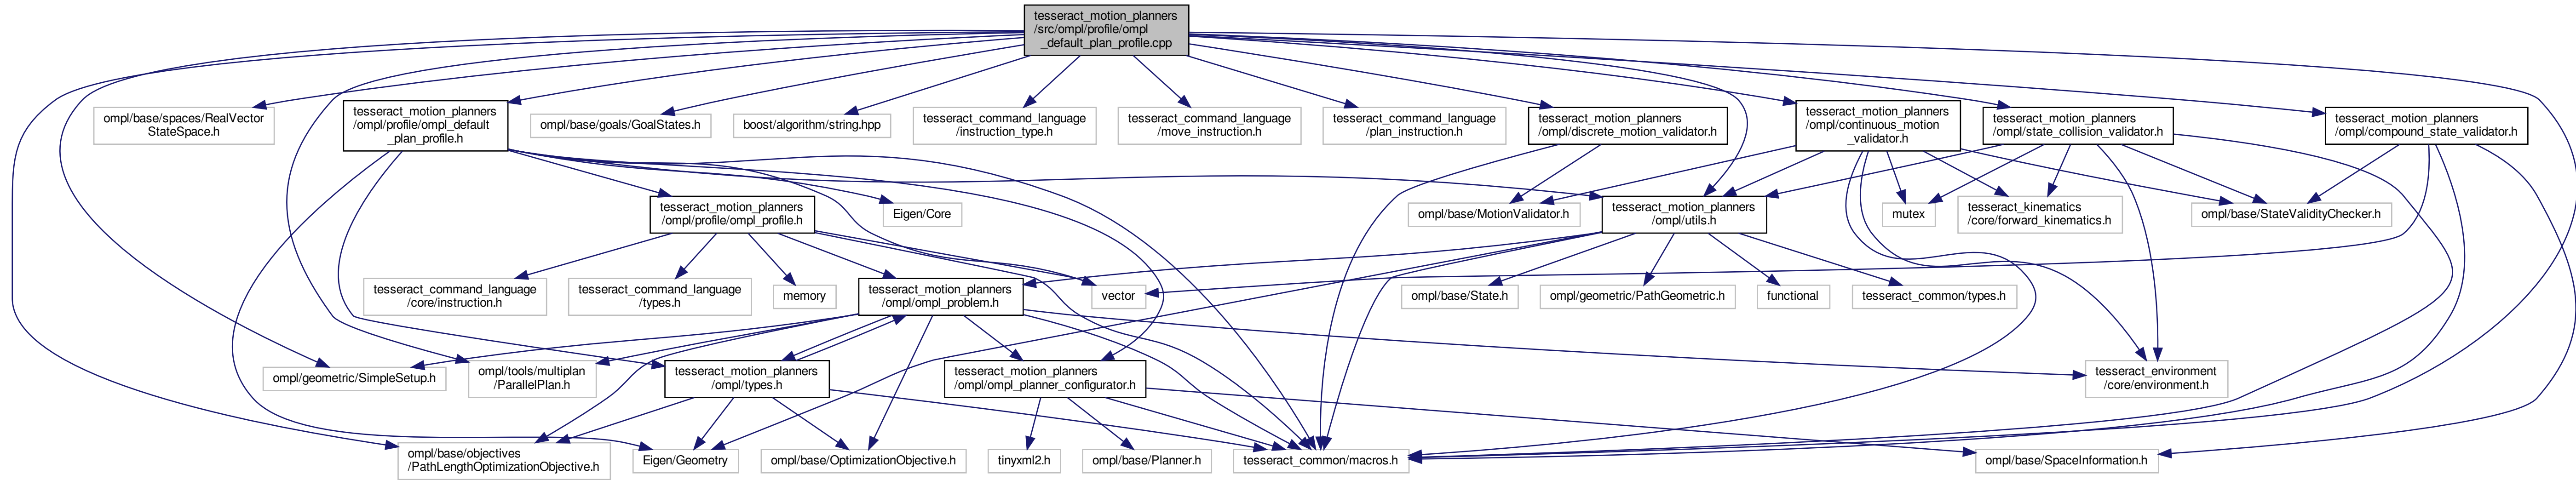 tesseract_motion_planners
/src/ompl/profile/ompl
_default_plan_profile.cpp
ompl/base/spaces/RealVector
StateSpace.h
tesseract_motion_planners
/ompl/profile/ompl_default
_plan_profile.h
ompl/base/goals/GoalStates.h
boost/algorithm/string.hpp
tesseract_command_language
/instruction_type.h
tesseract_command_language
/move_instruction.h
tesseract_command_language
/plan_instruction.h
tesseract_motion_planners
/ompl/discrete_motion_validator.h
tesseract_motion_planners
/ompl/continuous_motion
_validator.h
tesseract_motion_planners
/ompl/state_collision_validator.h
tesseract_motion_planners
/ompl/compound_state_validator.h
tesseract_motion_planners
/ompl/profile/ompl_profile.h
Eigen/Core
ompl/base/MotionValidator.h
tesseract_motion_planners
/ompl/utils.h
mutex
tesseract_kinematics
/core/forward_kinematics.h
ompl/base/StateValidityChecker.h
tesseract_command_language
/core/instruction.h
tesseract_command_language
/types.h
memory
tesseract_motion_planners
/ompl/ompl_problem.h
vector
ompl/base/State.h
ompl/geometric/PathGeometric.h
functional
tesseract_common/types.h
ompl/geometric/SimpleSetup.h
ompl/tools/multiplan
/ParallelPlan.h
tesseract_motion_planners
/ompl/types.h
tesseract_motion_planners
/ompl/ompl_planner_configurator.h
tesseract_environment
/core/environment.h
ompl/base/objectives
/PathLengthOptimizationObjective.h
Eigen/Geometry
ompl/base/OptimizationObjective.h
tinyxml2.h
ompl/base/Planner.h
tesseract_common/macros.h
ompl/base/SpaceInformation.h